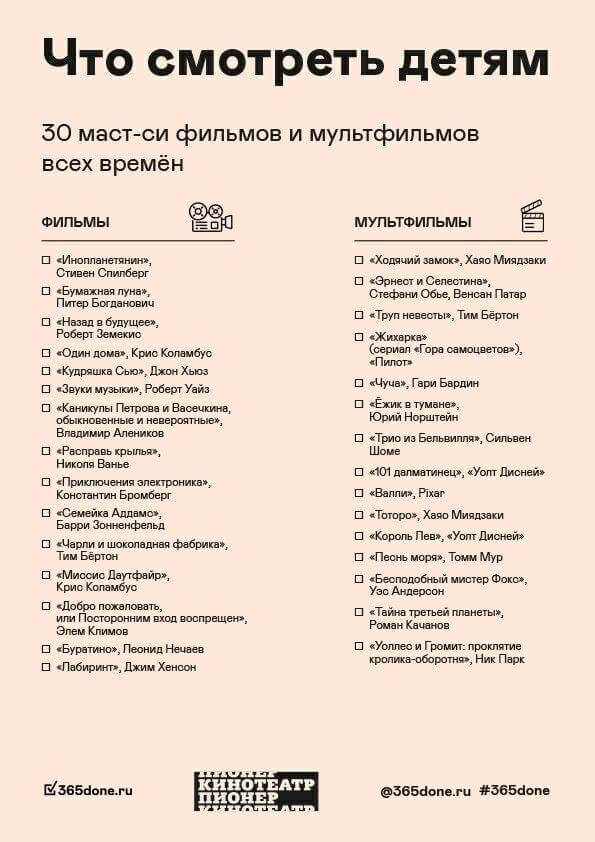 Что смотреть детям
30 маст-си фильмов и мультфильмов
всех времён
ФИЛЬМЫ
«Инопланетянин»,
Стивен Спилберг
«Бумажная луна»,
Питер Богданович
«Назад в будущее»,
Роберт Земекис
«Один дома», Крис Коламбус
«Кудряшка Сью», Джон Хьюз
«Звуки музыки», Роберт Уайз
«Каникулы Петрова и Васечкина,
обыкновенные и невероятные»,
Владимир Алеников
«Расправь крылья»,
Николя Ванье
«Приключения электроника»,
Константин Бромберг
«Семейка Аддамс»,
Барри Зонненфельд
«Чарли и шоколадная фабрика»,
Тим Бёртон
«Миссис Даутфайр»,
Крис Коламбус
«Добро пожаловать,
или Посторонним вход воспрещен»,
Элем Климов
«Буратино», Леонид Нечаев
«Лабиринт», Джим Хенсон
МУЛЬТФИЛЬМЫ
«Ходячий замок», Хаяо Миядзаки
«Эрнест и Селестина»,
Стефани Обье, Венсан Патар
«Труп невесты», Тим Бёртон
«Жихарка»
(сериал «Гора самоцветов»),
«Пилот»
«Чуча», Гари Бардин
«Ёжик в тумане»,
Юрий Норштейн
«Трио из Бельвилля», Сильвен
Шоме
«101 далматинец», «Уолт Дисней»
«Валли», Pixar
«Тоторо», Хаяо Миядзаки
«Король Лев», «Уолт Дисней»
«Песнь моря», Томм Мур
«Бесподобный мистер Фокс»,
Уэс Андерсон
«Тайна третьей планеты»,
Роман Качанов
«Уоллес и Громит: проклятие
кролика-оборотня», Ник Парк
365done.ru
ПИОНЕР
КИНОТЕАТР
ПИОНЕР
КИНОТЕАТР
@365done.ru #365done